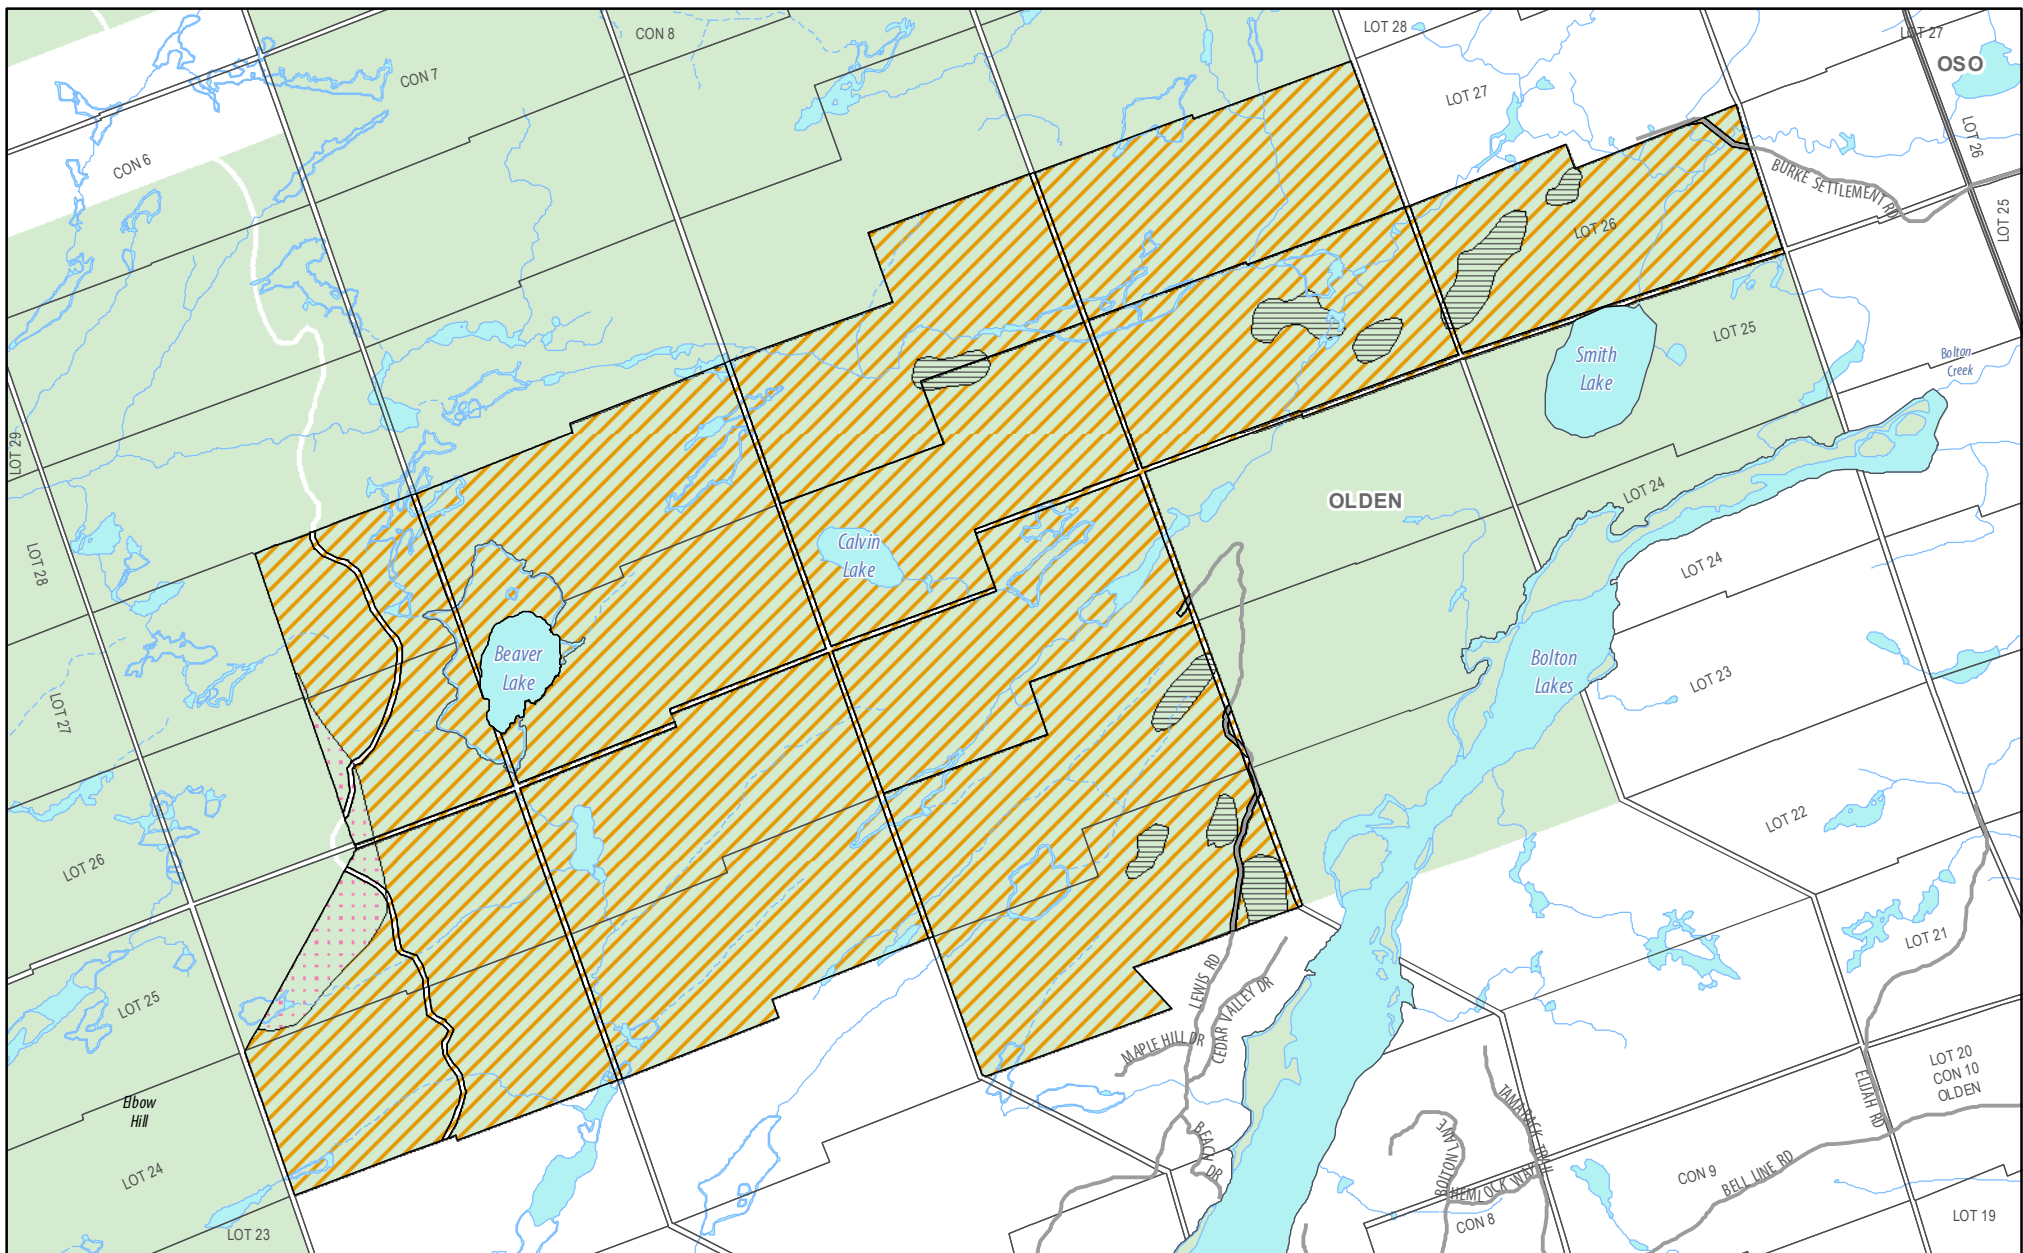 CON 8
LOT 28
LOT 27
OSO
CON 7
LOT 27
LOT 26
CON 6
BURKE SETTLEMENT RD
LOT 25
LOT 26
LOT 25
Smith
Lake
Bolton
Creek
LOT 29
LOT 24
OLDEN
Calvin
Lake
LOT 28
LOT 24
Beaver
Lake
Bolton
Lakes
LOT 23
LOT 27
LOT 22
LOT 26
LOT 21
LEWIS RD
CEDAR VALLEY DR
LOT 25
MAPLE HILL DR
LOT 20
CON 10
OLDEN
Elbow
Hill
TAMARACK TRAIL
ELIJAH RD
BEACH DR
BOLTON LANE
LOT 24
HEMLOCK WAY
CON 9
BELL LINE RD
LOT 23
CON 8
LOT 19